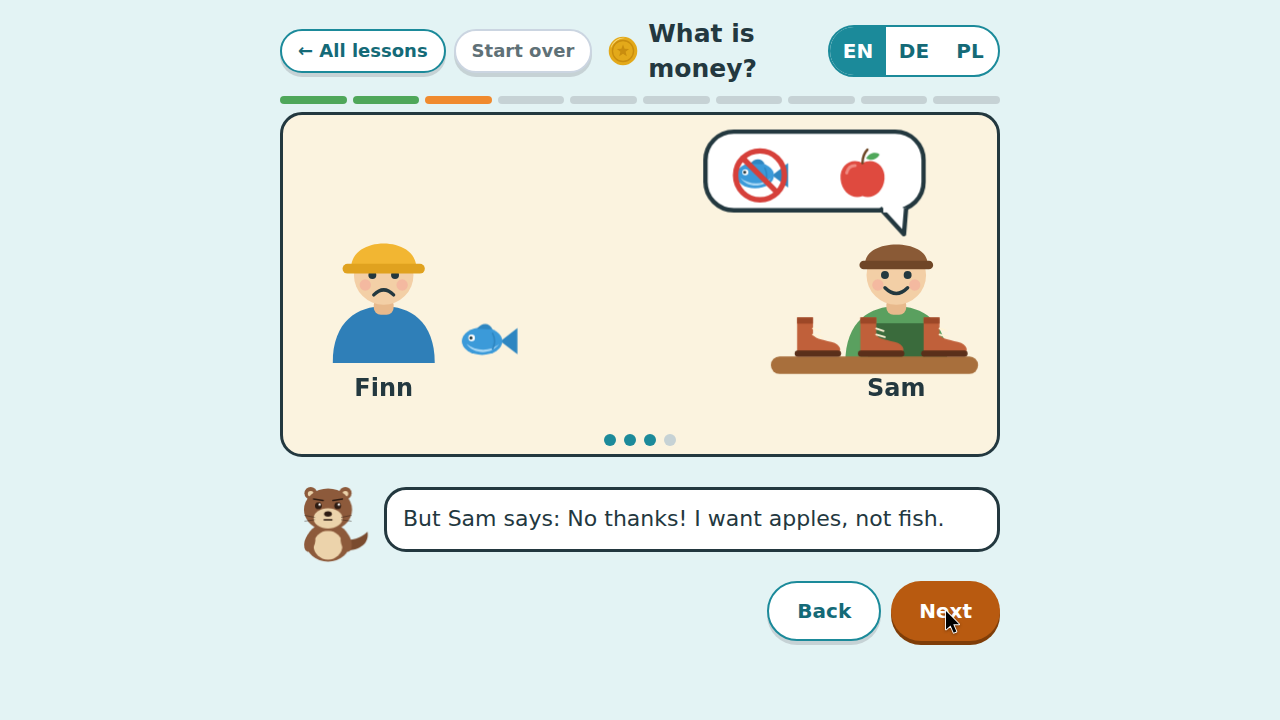 ← All lessons
Start over
What is
money?
EN DE PL
Finn
Sam
But Sam says: No thanks! I want apples, not fish.
Back
Next